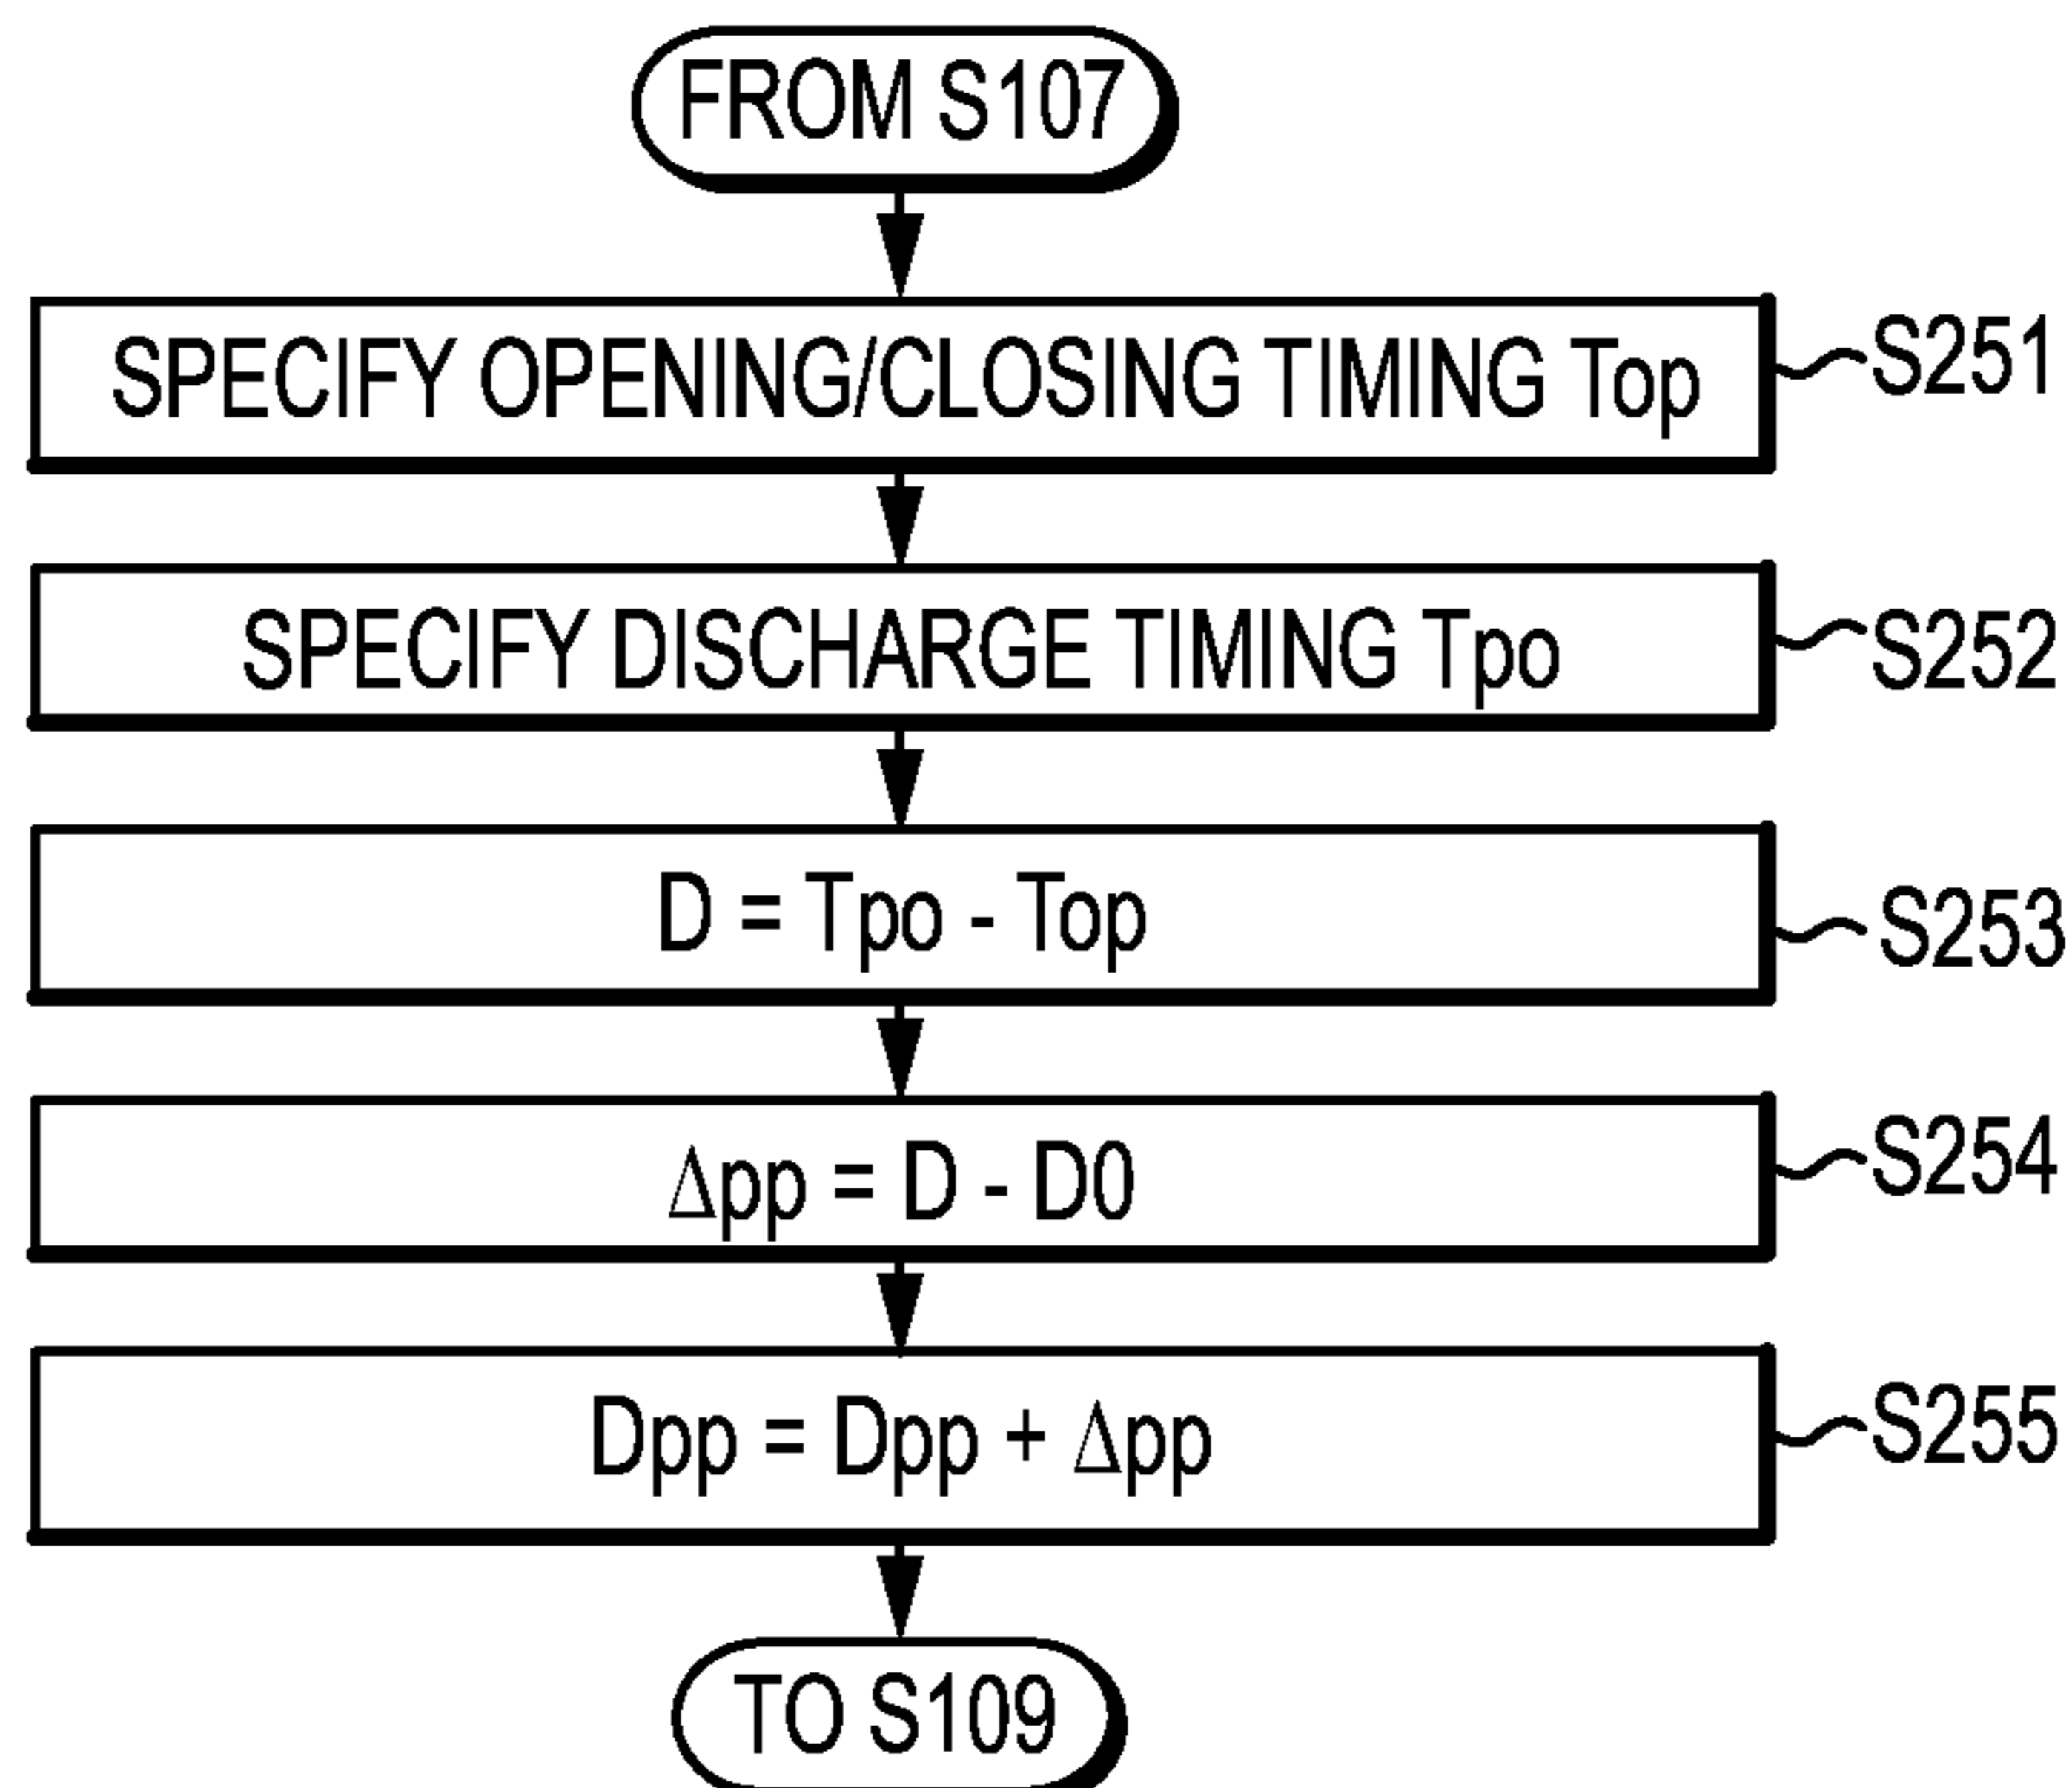 FROM S107
SPECIFY OPENING/CLOSING TIMING Top
S251
SPECIFY DISCHARGE TIMING Tpo
S252
D = Tpo - Top
S253
Δpp = D - D0
S254
Dpp = Dpp + Δpp
S255
TO S109